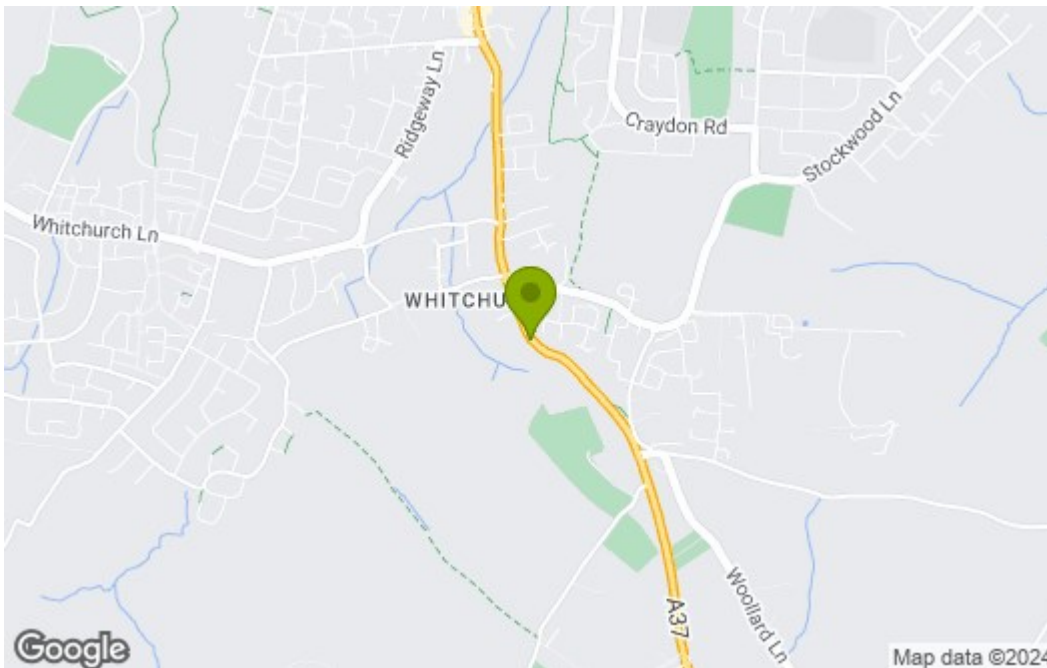 Ridgeway Ln
Craydon Rd
Stockwood Ln
Whitchurch Ln
WHITCHU
Woollard Ln
A37
Google
Map data ©2024